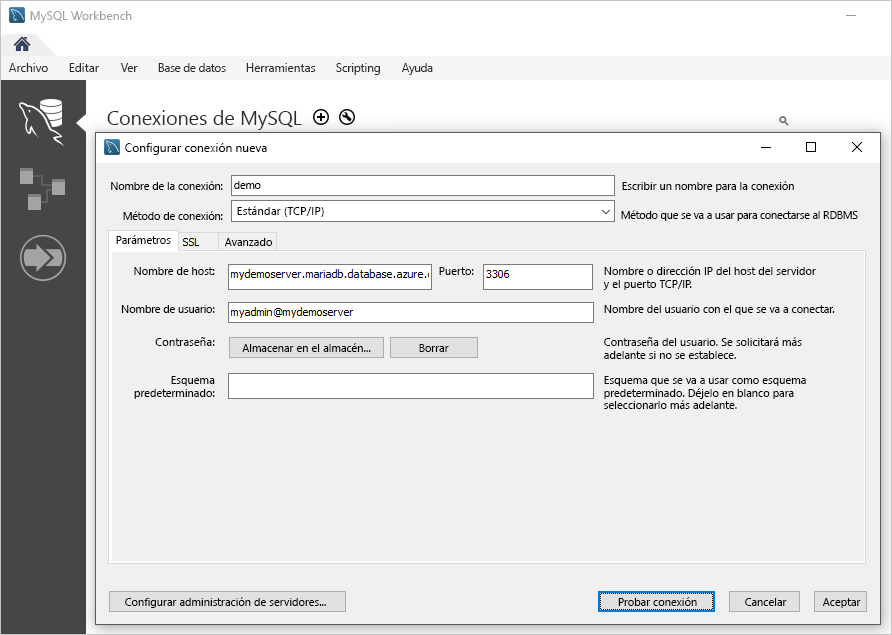 MySQL Workbench
Archivo Editar Ver Base de datos Herramientas Scripting Ayuda
Conexiones de MySQL
Configurar conexión nueva
Nombre de la conexión: demo Escribir un nombre para la conexión
Método de conexión: Estándar (TCP/IP) Método que se va a usar para conectarse al RDBMS
Parámetros SSL Avanzado
Nombre de host: mydemoserver.mariadb.database.azure. Puerto: 3306 Nombre o dirección IP del host del servidor
y el puerto TCP/IP.
Nombre de usuario: myadmin@mydemoserver Nombre del usuario con el que se va a conectar.
Contraseña: Almacenar en el almacén... Borrar Contraseña del usuario. Se solicitará más
adelante si no se establece.
Esquema Esquema que se va a usar como esquema
predeterminado: predeterminado. Déjelo en blanco para
seleccionarlo más adelante.
Configurar administración de servidores... Probar conexión Cancelar Aceptar